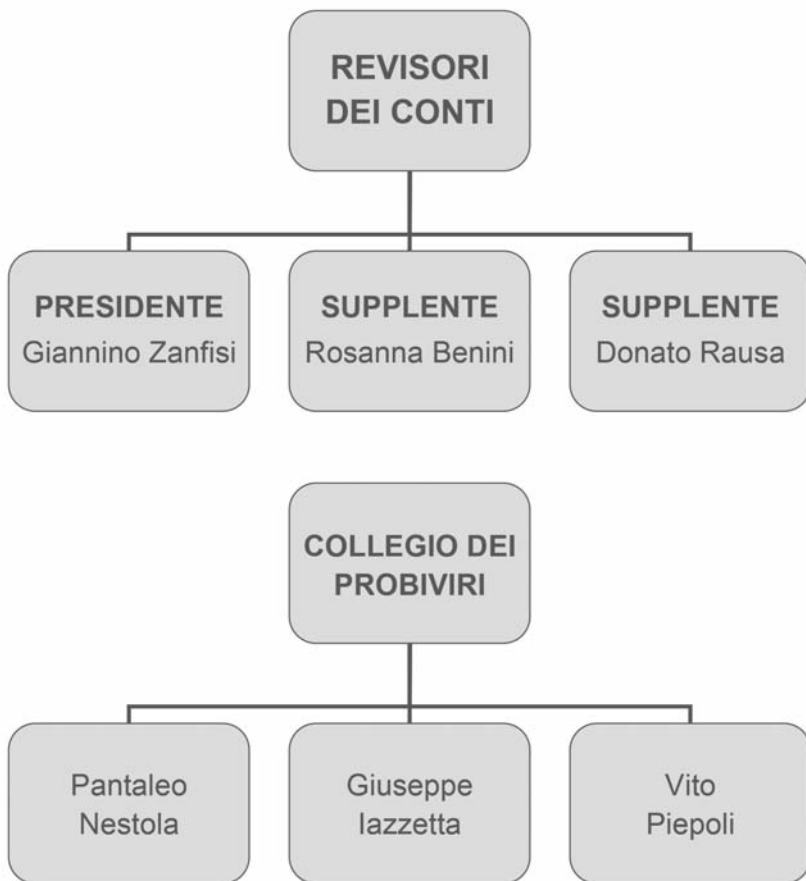 REVISORI
DEI CONTI
PRESIDENTE
Giannino Zanfisi
SUPPLENTE
Rosanna Benini
SUPPLENTE
Donato Rausa
COLLEGIO DEI
PROBIVIRI
Pantaleo
Nestola
Giuseppe
Iazzetta
Vito
Piepoli